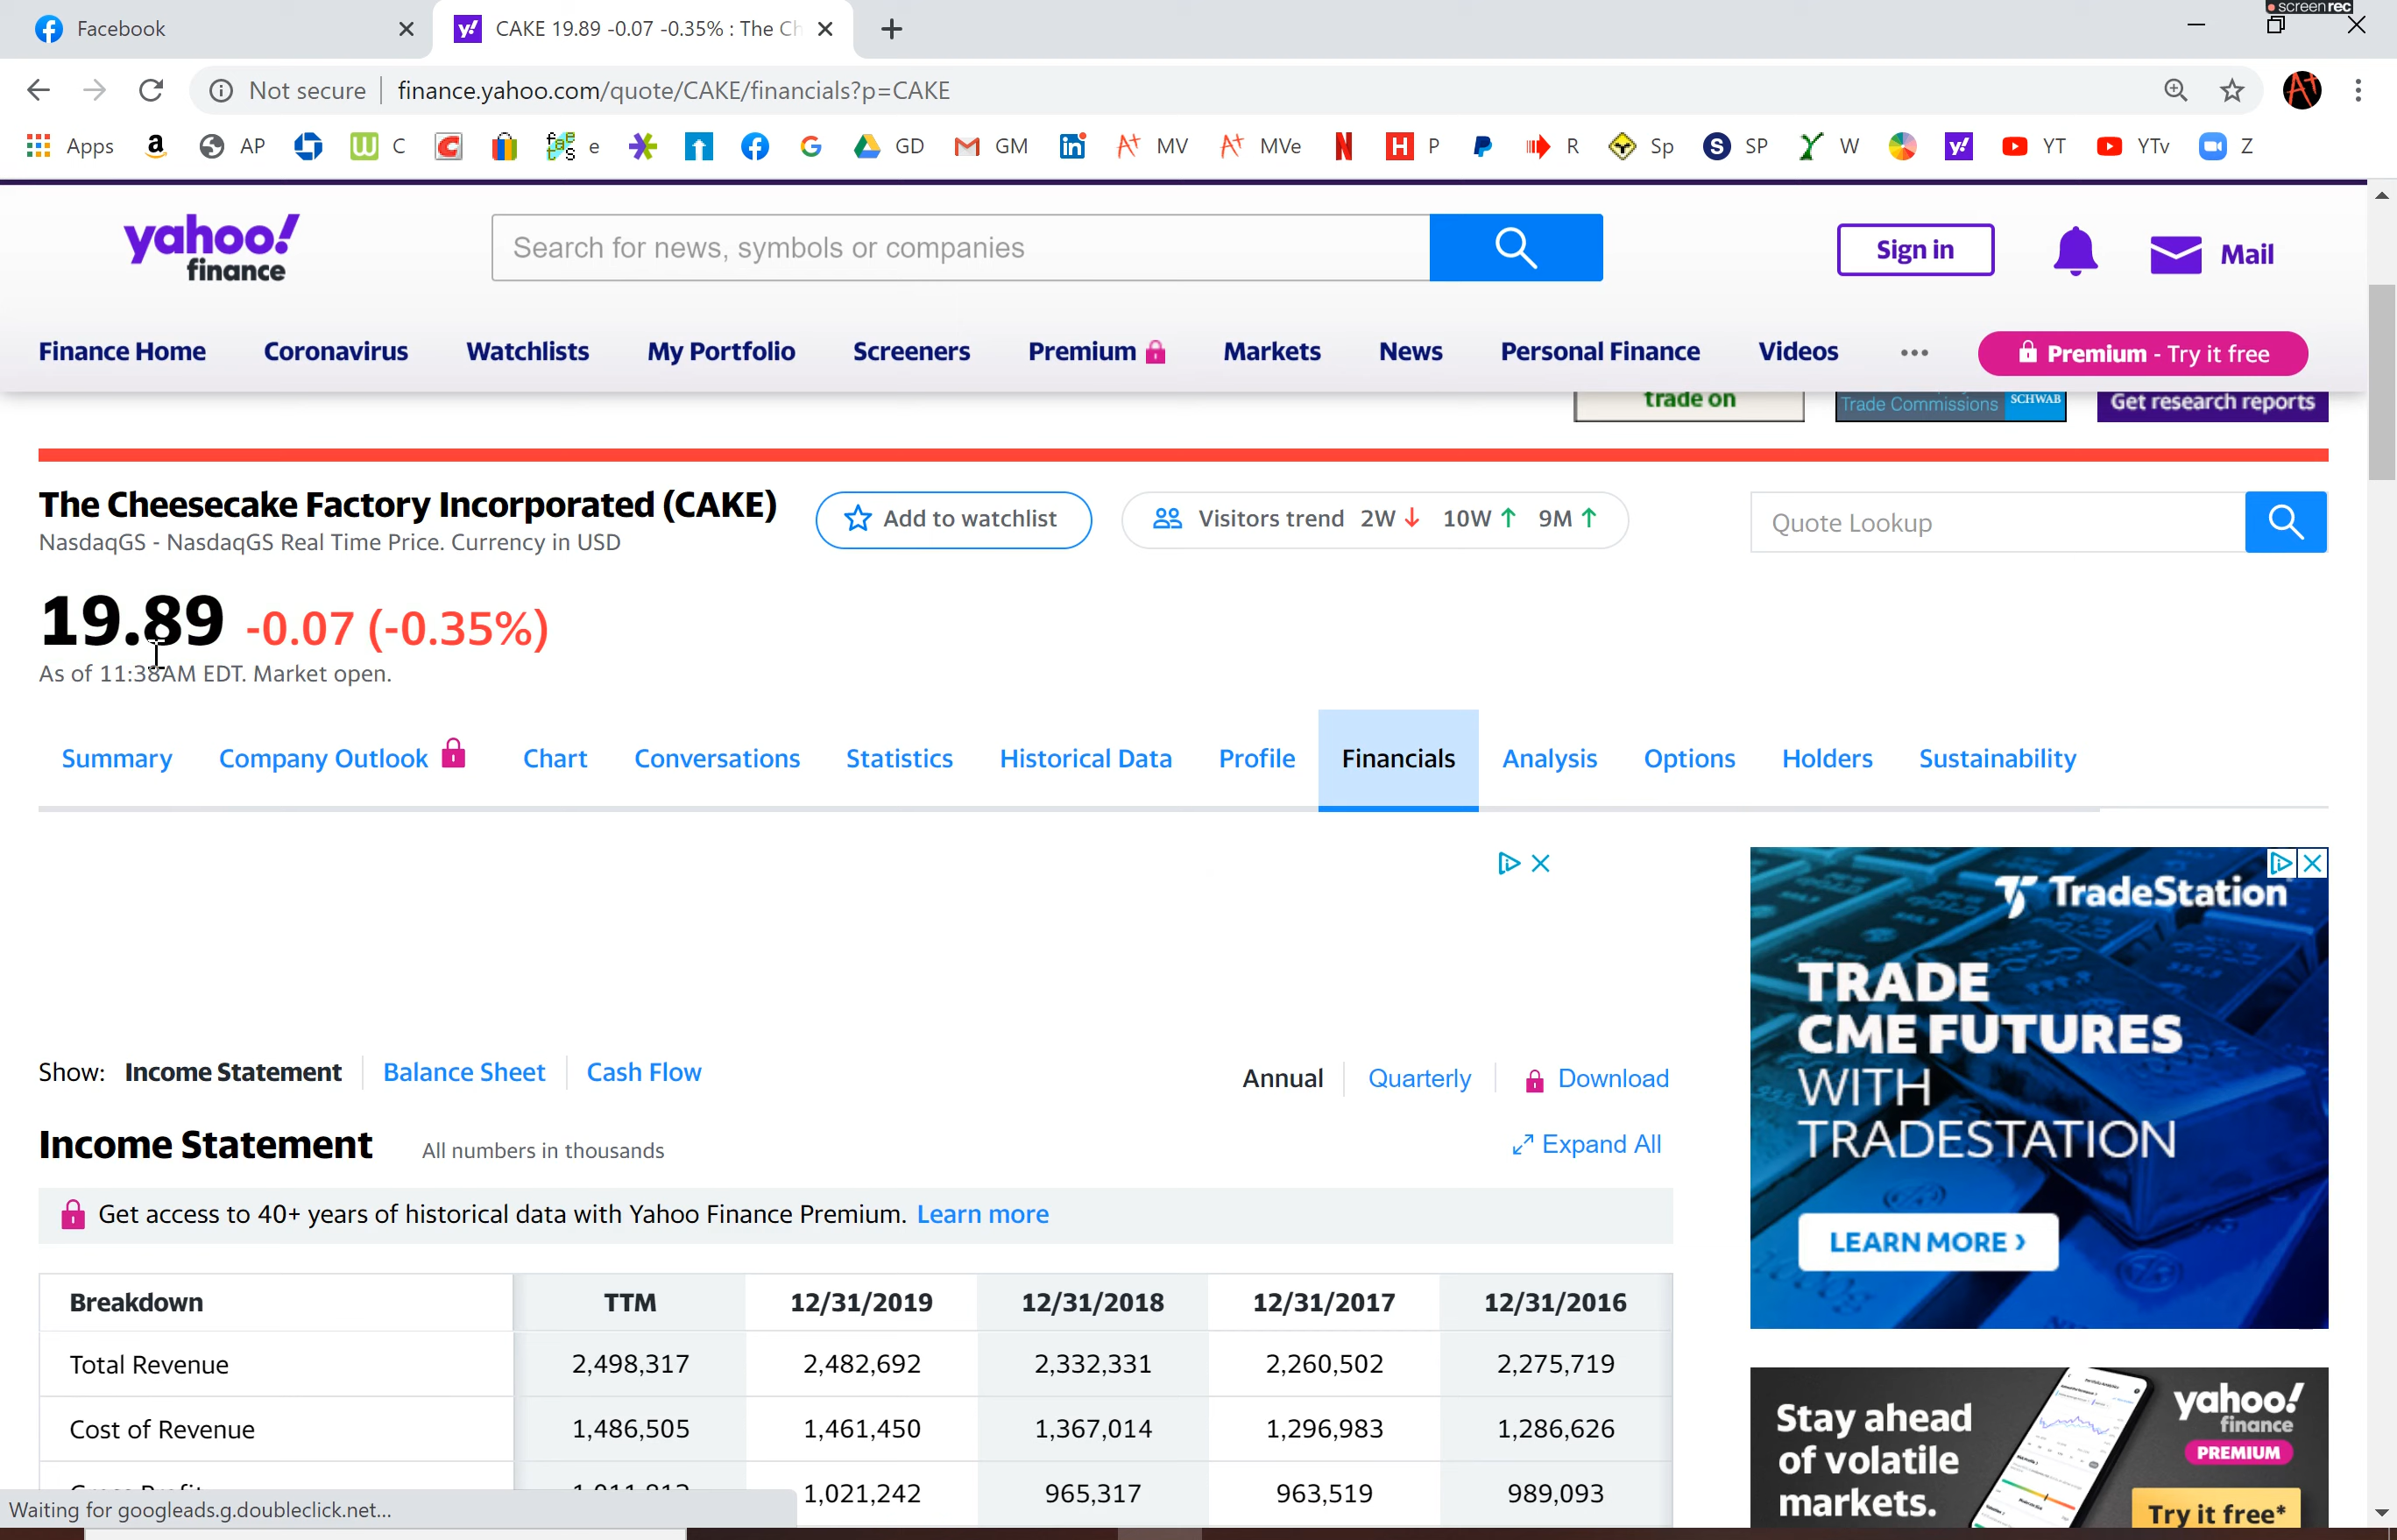 screenrec
Facebook
CAKE 19.89 -0.07 -0.35% : The Ch
Not secure
finance.yahoo.com/quote/CAKE/financials?p=CAKE
Apps AP C e GD GM MV MVe P R Sp SP W YT YTv Z
yahoo!
finance
Search for news, symbols or companies
Sign in
Mail
Finance Home Coronavirus Watchlists My Portfolio Screeners Premium Markets News Personal Finance Videos ••• Premium - Try it free
trade on
Trade Commissions
SCHWAB
Get research reports
The Cheesecake Factory Incorporated (CAKE)
NasdaqGS - NasdaqGS Real Time Price. Currency in USD
Add to watchlist
Visitors trend 2W 10W 9M
Quote Lookup
19.89 -0.07 (-0.35%)
As of 11:38AM EDT. Market open.
Summary Company Outlook Chart Conversations Statistics Historical Data Profile Financials Analysis Options Holders Sustainability
TradeStation
TRADE
CME FUTURES
WITH
TRADESTATION
LEARN MORE ›
Show: Income Statement Balance Sheet Cash Flow
Annual Quarterly Download
Income Statement All numbers in thousands
Expand All
Get access to 40+ years of historical data with Yahoo Finance Premium. Learn more
Breakdown TTM 12/31/2019 12/31/2018 12/31/2017 12/31/2016
Total Revenue 2,498,317 2,482,692 2,332,331 2,260,502 2,275,719
Cost of Revenue 1,486,505 1,461,450 1,367,014 1,296,983 1,286,626
1,021,242 965,317 963,519 989,093
Waiting for googleads.g.doubleclick.net...
Stay ahead
of volatile
markets.
yahoo!
finance
PREMIUM
Try it free*